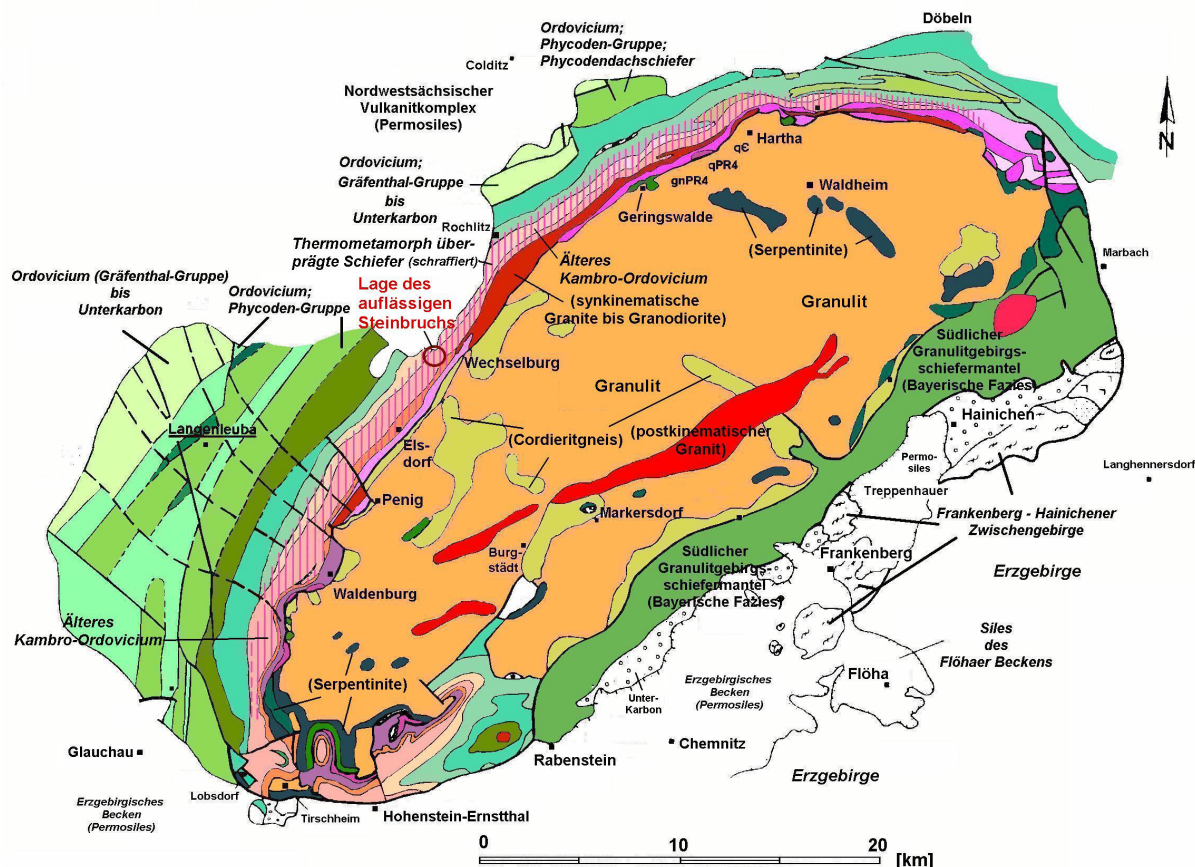 Döbeln
Ordovicium;
Phycoden-Gruppe;
Phycodendachschiefer
Colditz
Nordwestsächsischer
Vulkanitkomplex
(Permosiles)
N
Hartha
qЄ
qPR4
gnPR4
Ordovicium;
Gräfenthal-Gruppe
bis
Unterkarbon
Waldheim
Geringswalde
Rochlitz
(Serpentinite)
Thermometamorph über-
prägte Schiefer (schraffiert)
Älteres
Kambro-Ordovicium
Marbach
Ordovicium (Gräfenthal-Gruppe)
bis
Unterkarbon
Ordovicium;
Phycoden-Gruppe
Lage des
auflässigen
Steinbruchs
(synkinematische
Granite bis Granodiorite)
Granulit
Südlicher
Granulitgebirgs-
schiefermantel
(Bayerische Fazies)
Wechselburg
Granulit
Hainichen
Langenleuba
Elsdorf
(Cordieritgneis)
(postkinematischer
Granit)
Permo-
siles
Langhennersdorf
Penig
Treppenhauer
Markersdorf
Frankenberg - Hainichener
Zwischengebirge
Burg-
städt
Südlicher
Granulitgebirgs-
schiefermantel
(Bayerische Fazies)
Frankenberg
Erzgebirge
Waldenburg
Älteres
Kambro-Ordovicium
Siles
des
Flöhaer Beckens
(Serpentinite)
Flöha
Unter-
Karbon
Erzgebirgisches
Becken
(Permosiles)
Glauchau
Chemnitz
Rabenstein
Erzgebirge
Lobsdorf
Erzgebirgisches
Becken
(Permosiles)
Tirschheim
Hohenstein-Ernstthal
0 10 20
[km]